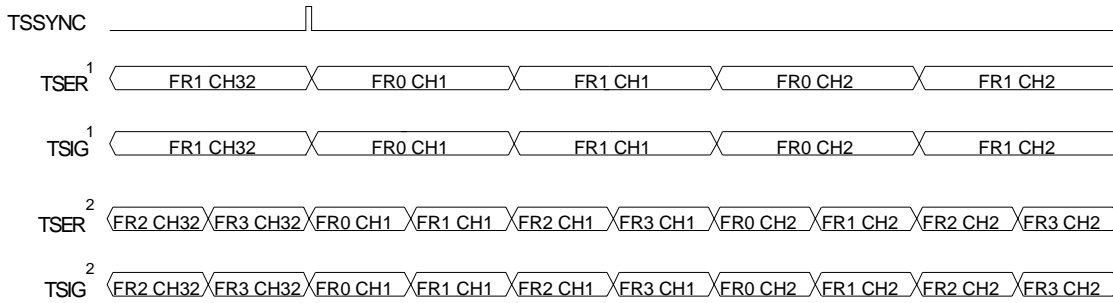 TSSYNC
TSER1 FR1 CH32 FR0 CH1 FR1 CH1 FR0 CH2 FR1 CH2
TSIG1 FR1 CH32 FR0 CH1 FR1 CH1 FR0 CH2 FR1 CH2
TSER2 FR2 CH32 FR3 CH32 FR0 CH1 FR1 CH1 FR2 CH1 FR3 CH1 FR0 CH2 FR1 CH2 FR2 CH2 FR3 CH2
TSIG2 FR2 CH32 FR3 CH32 FR0 CH1 FR1 CH1 FR2 CH1 FR3 CH1 FR0 CH2 FR1 CH2 FR2 CH2 FR3 CH2